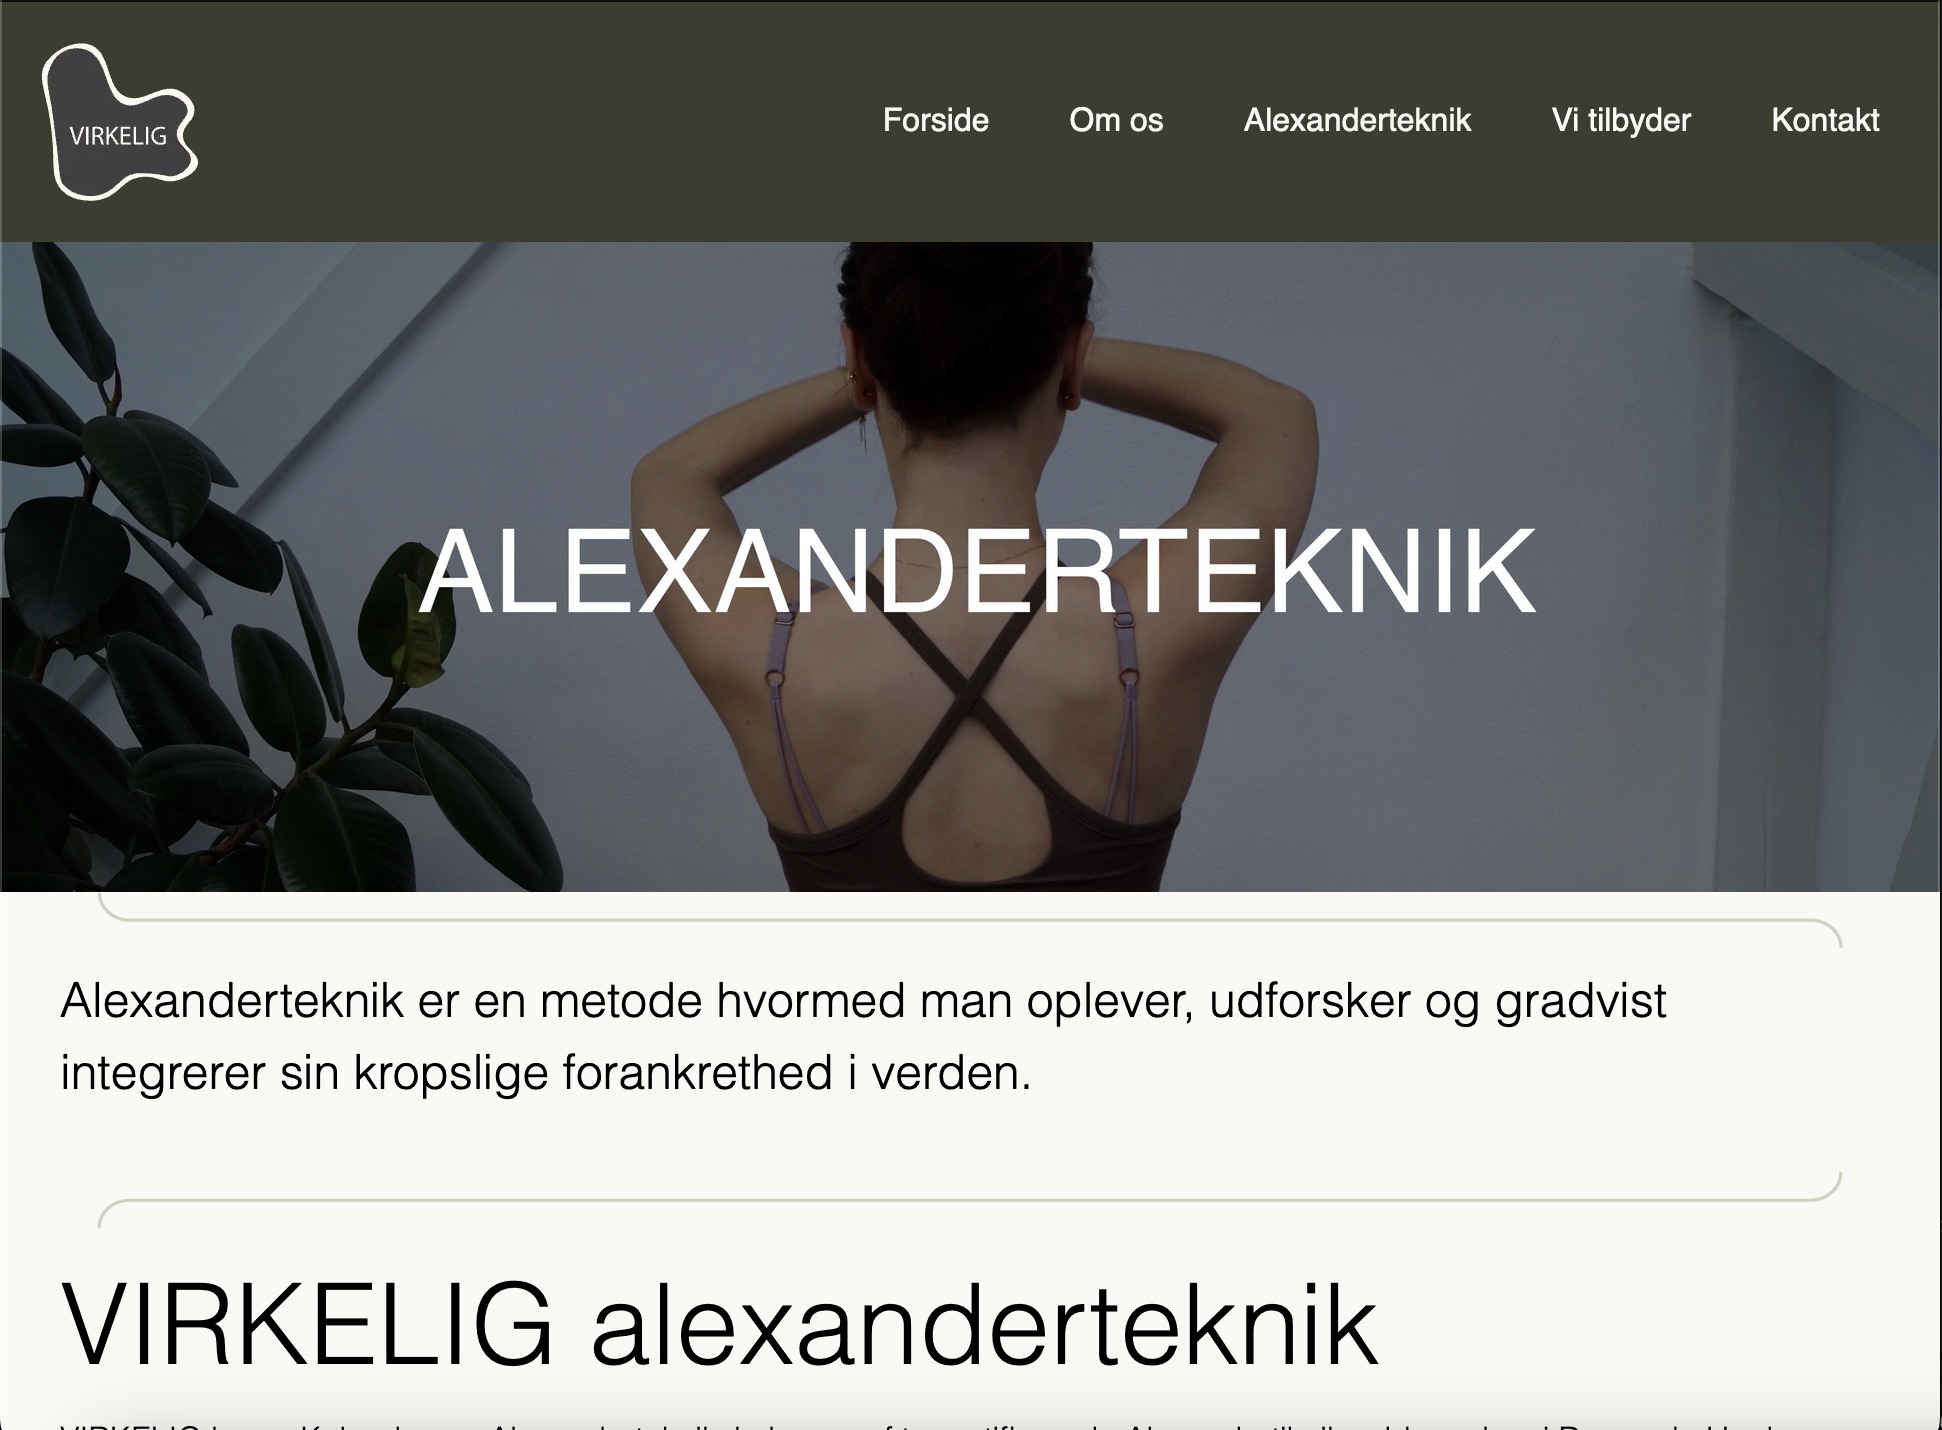 VIRKELIG
Forside Om os Alexanderteknik Vi tilbyder Kontakt
ALEXANDERTEKNIK
Alexanderteknik er en metode hvormed man oplever, udforsker og gradvist
integrerer sin kropslige forankrethed i verden.
VIRKELIG alexanderteknik